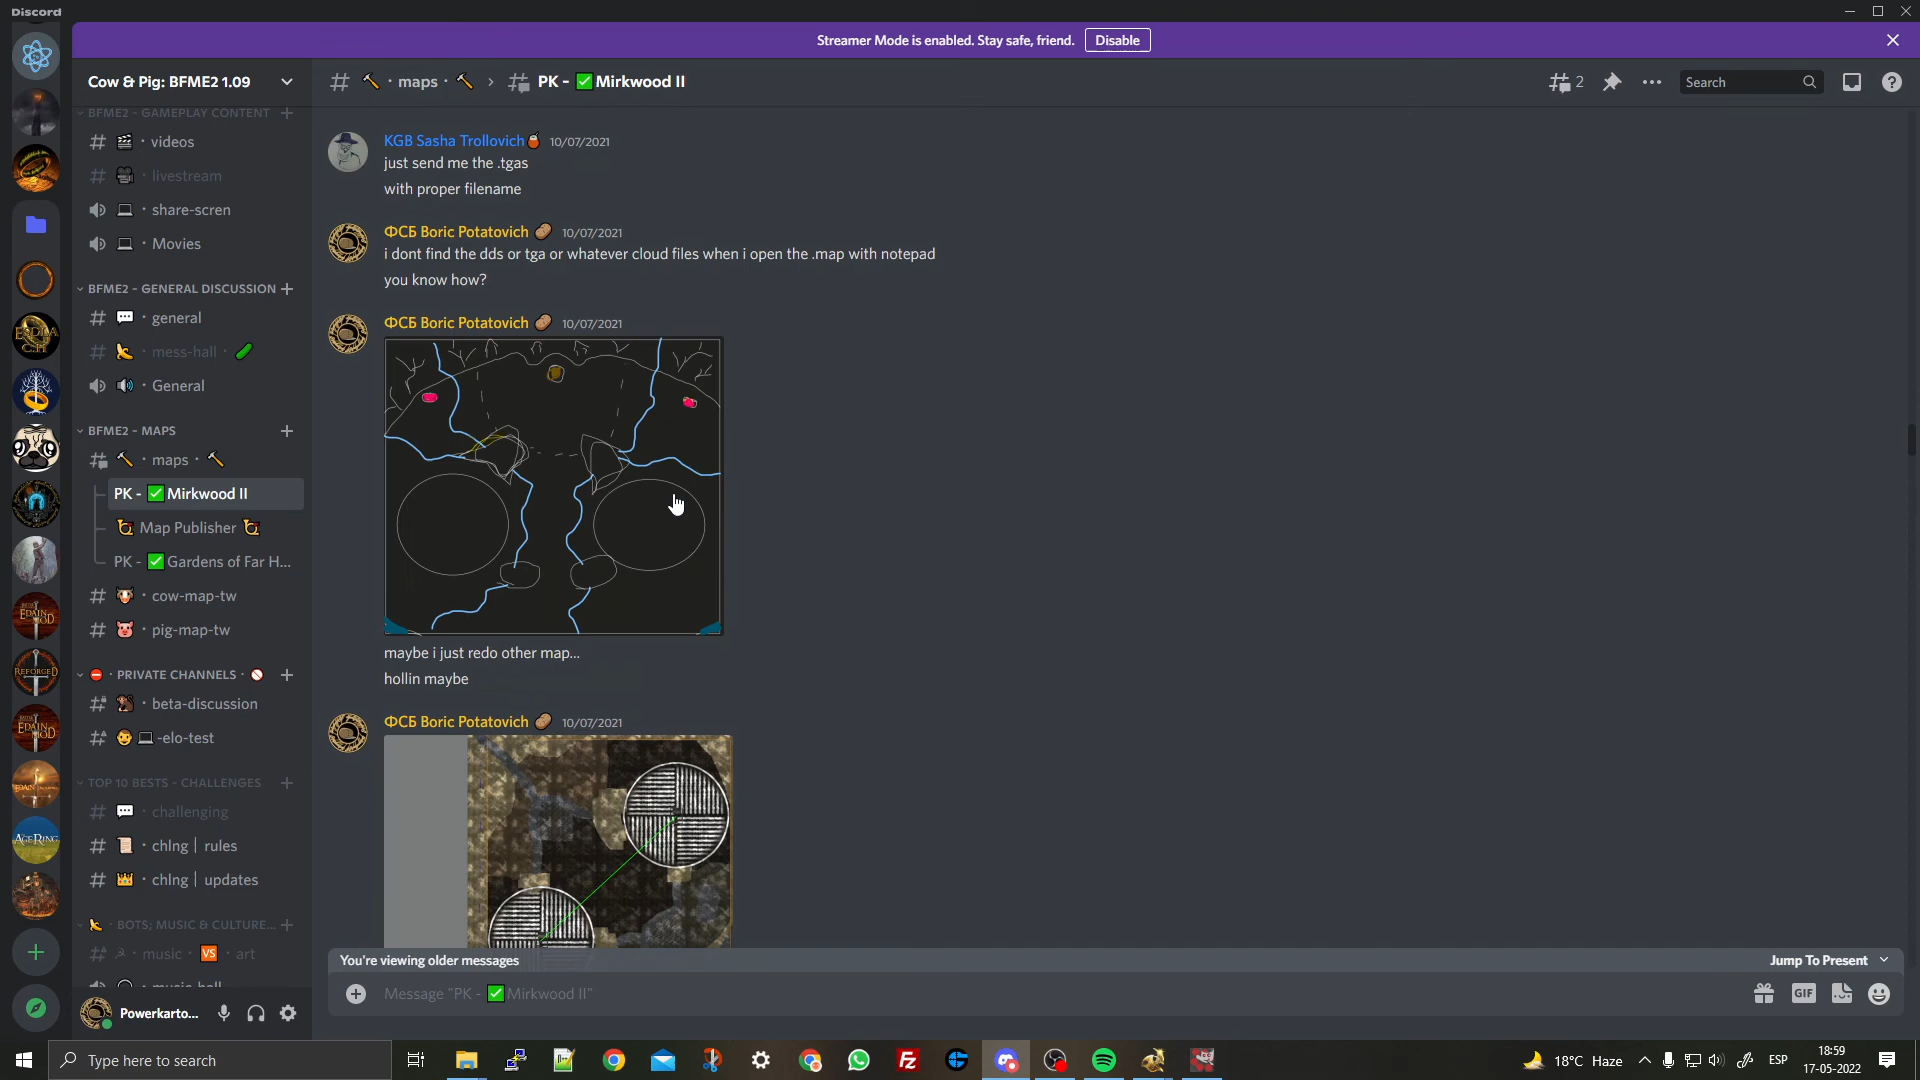 Discord
Streamer Mode is enabled. Stay safe, friend.
Disable
Cow & Pig: BFME2 1.09
maps
PK - ✅Mirkwood II
2
Search
BFME2 - GAMEPLAY CONTENT
videos
livestream
share-scren
Movies
BFME2 - GENERAL DISCUSSION
general
mess-hall
General
BFME2 - MAPS
maps
PK - ✅Mirkwood II
Map Publisher
PK - ✅Gardens of Far H...
cow-map-tw
pig-map-tw
PRIVATE CHANNELS
beta-discussion
-elo-test
TOP 10 BESTS - CHALLENGES
challenging
chlng | rules
chlng | updates
BOTS; MUSIC & CULTURE...
music VS art
Powerkarto...
KGB Sasha Trollovich 10/07/2021
just send me the .tgas
with proper filename
ФСБ Boric Potatovich 10/07/2021
i dont find the dds or tga or whatever cloud files when i open the .map with notepad
you know how?
ФСБ Boric Potatovich 10/07/2021
maybe i just redo other map...
hollin maybe
ФСБ Boric Potatovich 10/07/2021
You're viewing older messages
Jump To Present
Message "PK - ✅Mirkwood II"
GIF
REFORGED
Type here to search
18°C Haze
ESP
18:59
17-05-2022